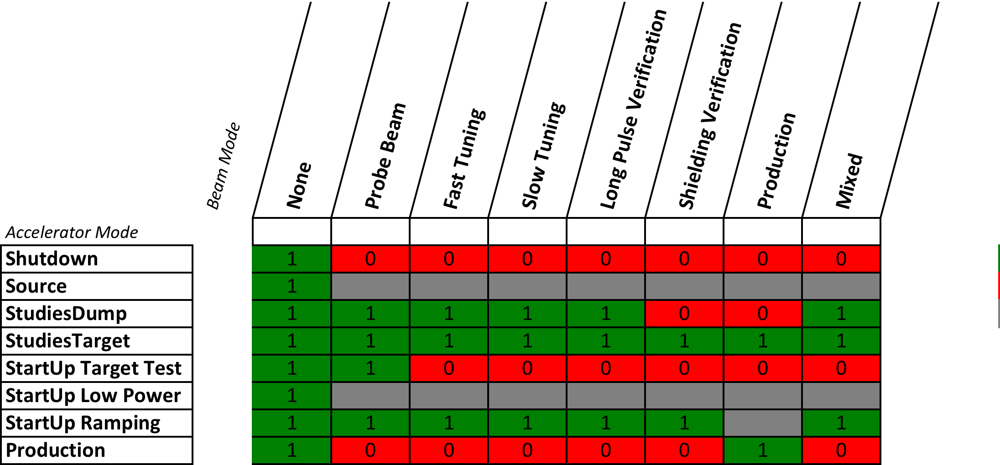 Beam Mode
None
Probe Beam
Fast Tuning
Slow Tuning
Long Pulse Verification
Shielding Verification
Production
Mixed
Accelerator Mode
Shutdown 1 0 0 0 0 0 0 0
Source 1
StudiesDump 1 1 1 1 1 0 0 1
StudiesTarget 1 1 1 1 1 1 1 1
StartUp Target Test 1 1 0 0 0 0 0 0
StartUp Low Power 1
StartUp Ramping 1 1 1 1 1 1 1
Production 1 0 0 0 0 0 1 0